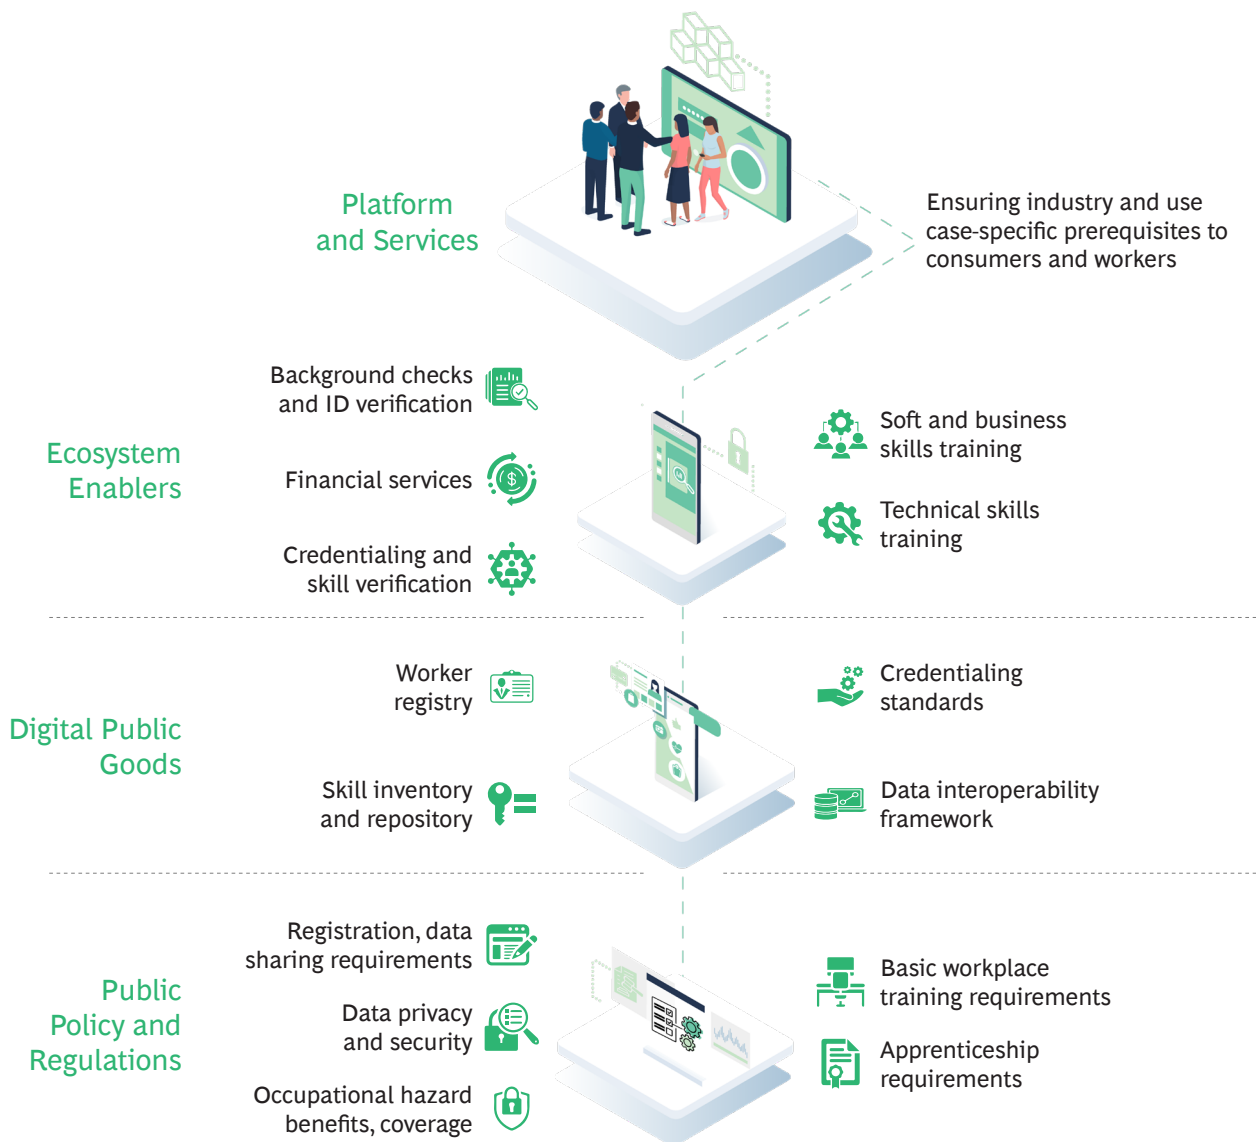 Platform
and Services
Ensuring industry and use
case-specific prerequisites to
consumers and workers
Ecosystem
Enablers
Background checks
and ID verification
Financial services
Credentialing and
skill verification
Soft and business
skills training
Technical skills
training
Digital Public
Goods
Worker
registry
Skill inventory
and repository
Credentialing
standards
Data interoperability
framework
Public
Policy and
Regulations
Registration, data
sharing requirements
Data privacy
and security
Occupational hazard
benefits, coverage
Basic workplace
training requirements
Apprenticeship
requirements